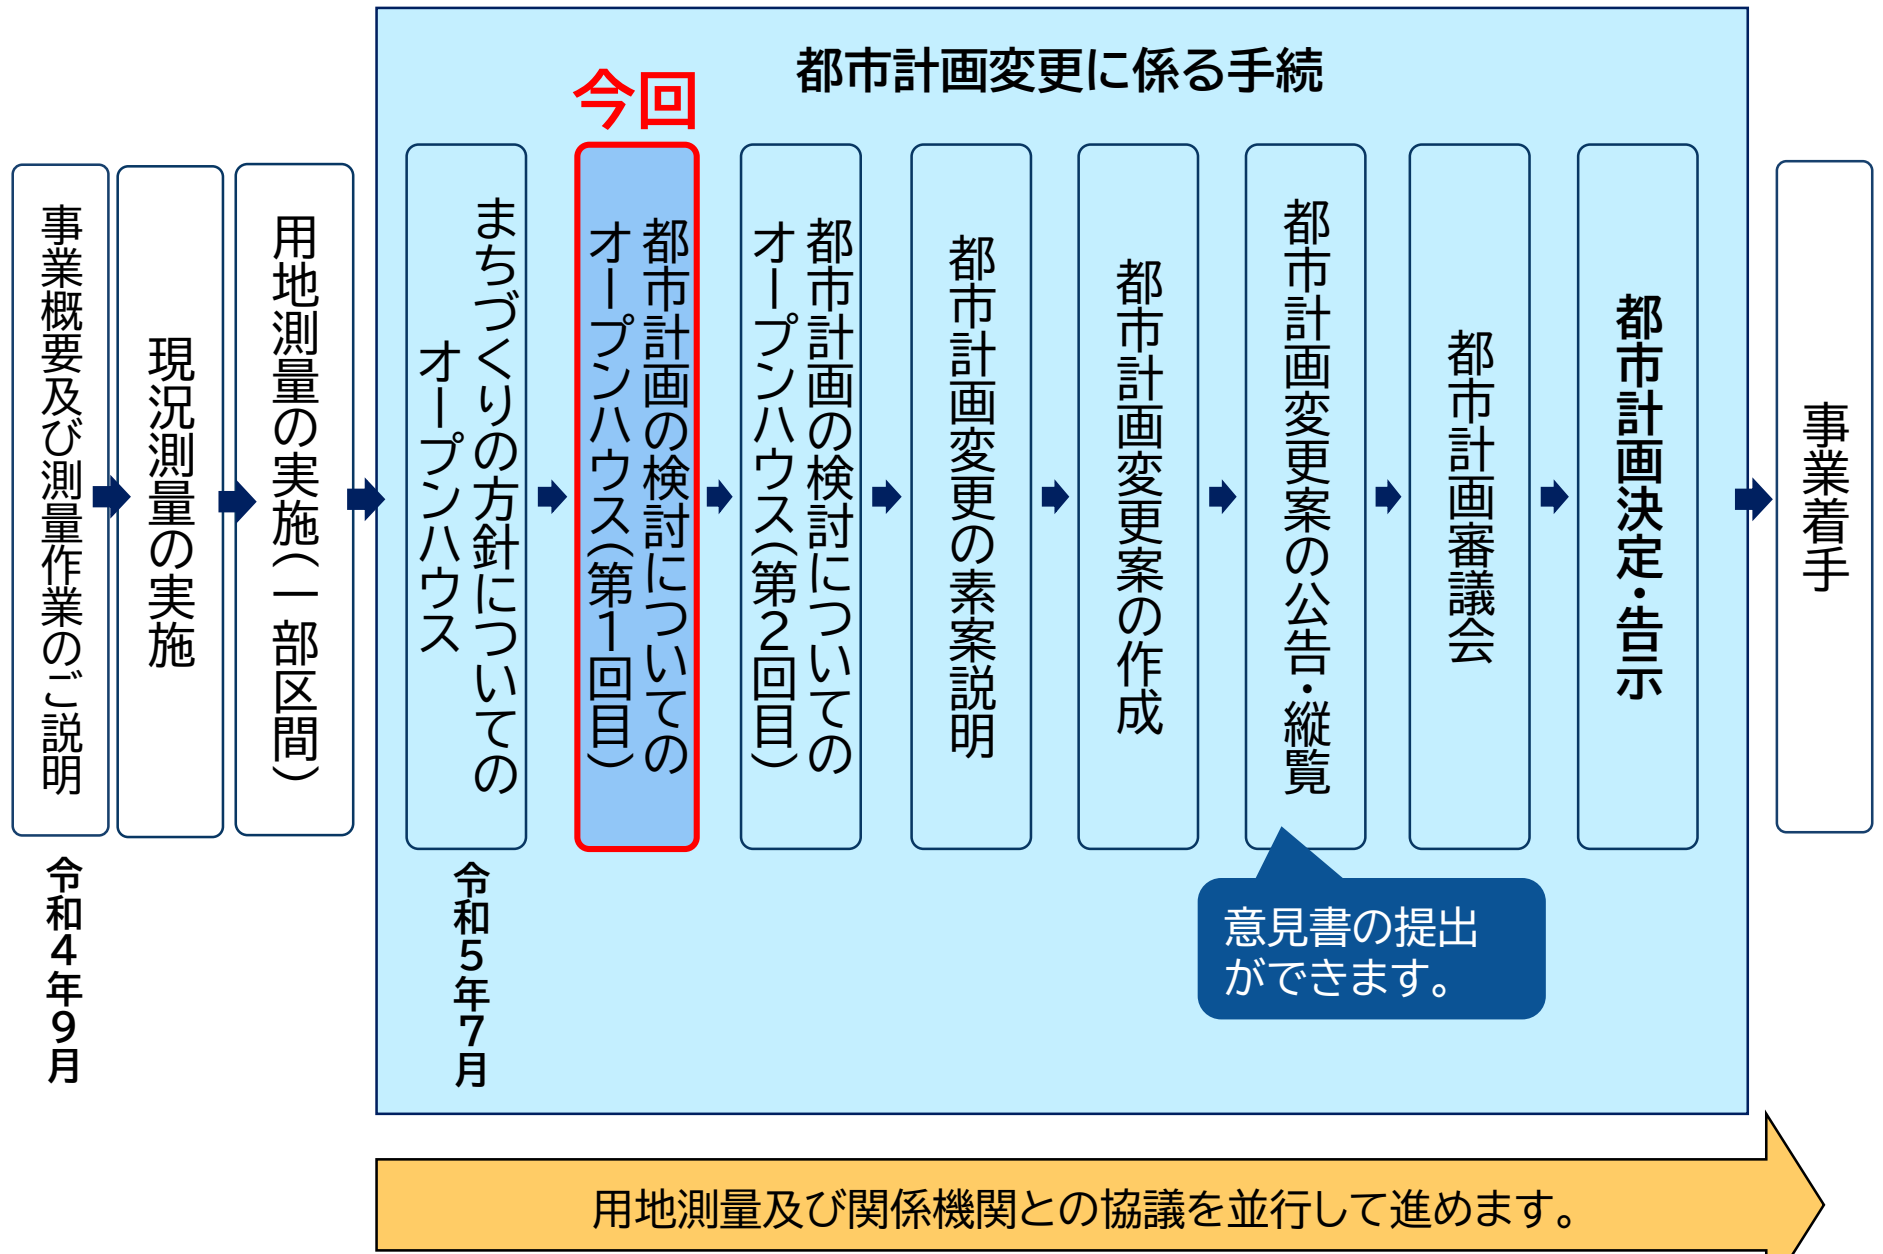 都市計画変更に係る手続
今回
事業概要及び測量作業のご説明
令和4年9月
現況測量の実施
用地測量の実施(一部区間)
まちづくりの方針についての
オープンハウス
令和5年7月
都市計画の検討についての
オープンハウス(第1回目)
都市計画の検討についての
オープンハウス(第2回目)
都市計画変更の素案説明
都市計画変更案の作成
都市計画変更案の公告・縦覧
意見書の提出
ができます。
都市計画審議会
都市計画決定・告示
事業着手
用地測量及び関係機関との協議を並行して進めます。